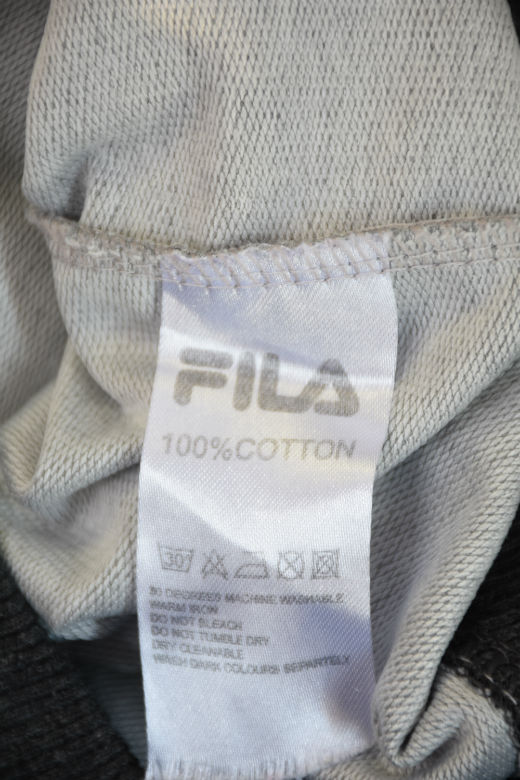 FILA
100% COTTON
30
30 DEGREES MACHINE WASHABLE
WARM IRON
DO NOT BLEACH
DO NOT TUMBLE DRY
DRY CLEANABLE
WASH DARK COLOURS SEPARTELY